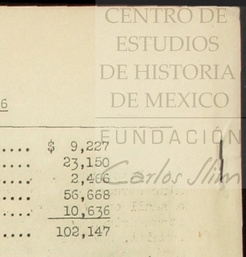 CENTRO DE
ESTUDIOS
DE HISTORIA
DE MEXICO
FUNDACIÓN
Carlos Slim
6
.... $ 9,227
.... 23,150
.... 2,466
.... 56,668
.... 10,636
.... 102,147